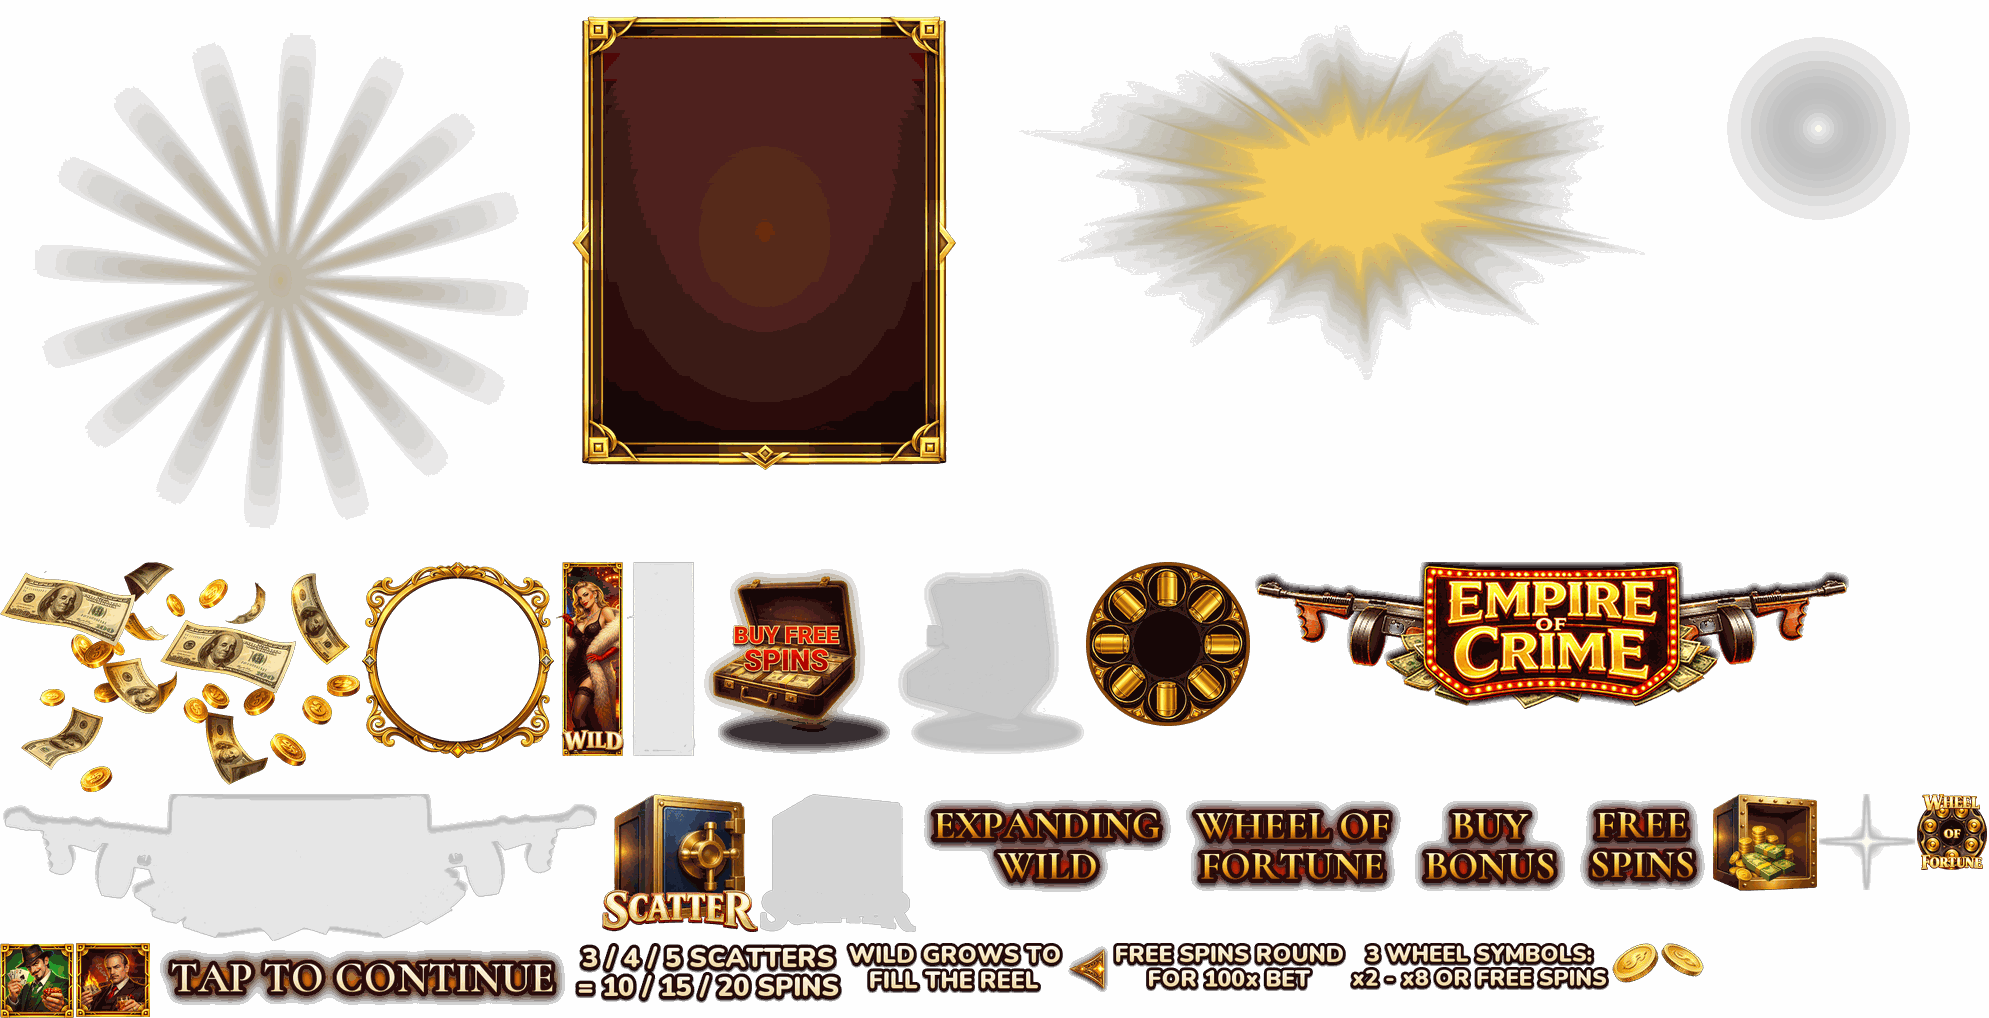 BUY FREE
SPINS
WILD
EMPIRE
OF
CRIME
SCATTER
EXPANDING
WILD
WHEEL OF
FORTUNE
BUY
BONUS
FREE
SPINS
WHEEL
OF
FORTUNE
TAP TO CONTINUE
3 / 4 / 5 SCATTERS
= 10 / 15 / 20 SPINS
WILD GROWS TO
FILL THE REEL
FREE SPINS ROUND
FOR 100x BET
3 WHEEL SYMBOLS:
x2 - x8 OR FREE SPINS